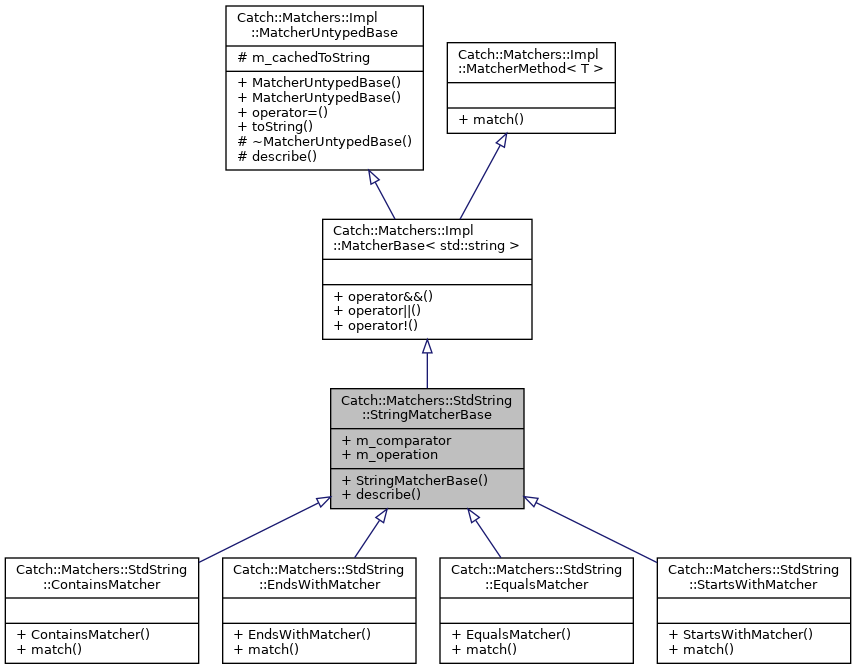 Catch::Matchers::Impl
::MatcherUntypedBase
# m_cachedToString
+ MatcherUntypedBase()
+ MatcherUntypedBase()
+ operator=()
+ toString()
# ~MatcherUntypedBase()
# describe()
Catch::Matchers::Impl
::MatcherMethod< T >
+ match()
Catch::Matchers::Impl
::MatcherBase< std::string >
+ operator&&()
+ operator||()
+ operator!()
Catch::Matchers::StdString
::StringMatcherBase
+ m_comparator
+ m_operation
+ StringMatcherBase()
+ describe()
Catch::Matchers::StdString
::ContainsMatcher
+ ContainsMatcher()
+ match()
Catch::Matchers::StdString
::EndsWithMatcher
+ EndsWithMatcher()
+ match()
Catch::Matchers::StdString
::EqualsMatcher
+ EqualsMatcher()
+ match()
Catch::Matchers::StdString
::StartsWithMatcher
+ StartsWithMatcher()
+ match()